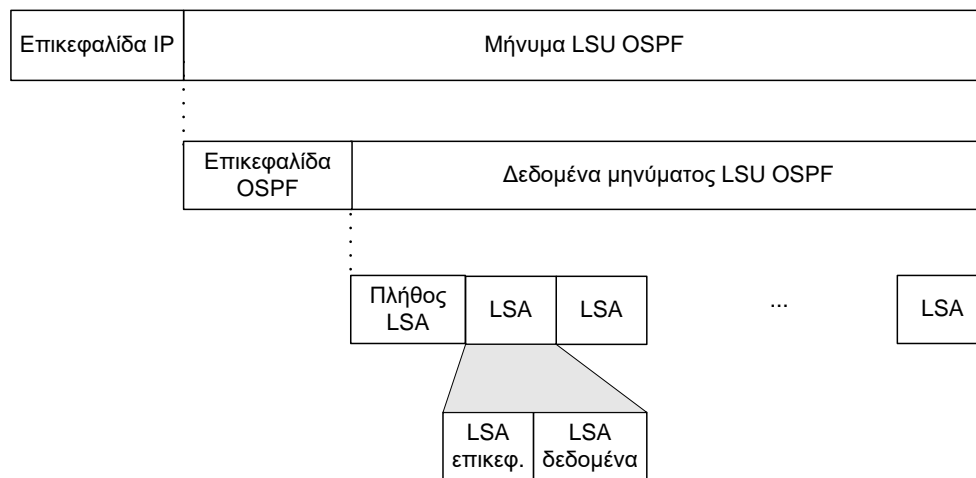 Επικεφαλίδα IP
Μήνυμα LSU OSPF
Επικεφαλίδα
OSPF
Δεδομένα μηνύματος LSU OSPF
Πλήθος
LSA
LSA
LSA
...
LSA
LSA
επικεφ.
LSA
δεδομένα